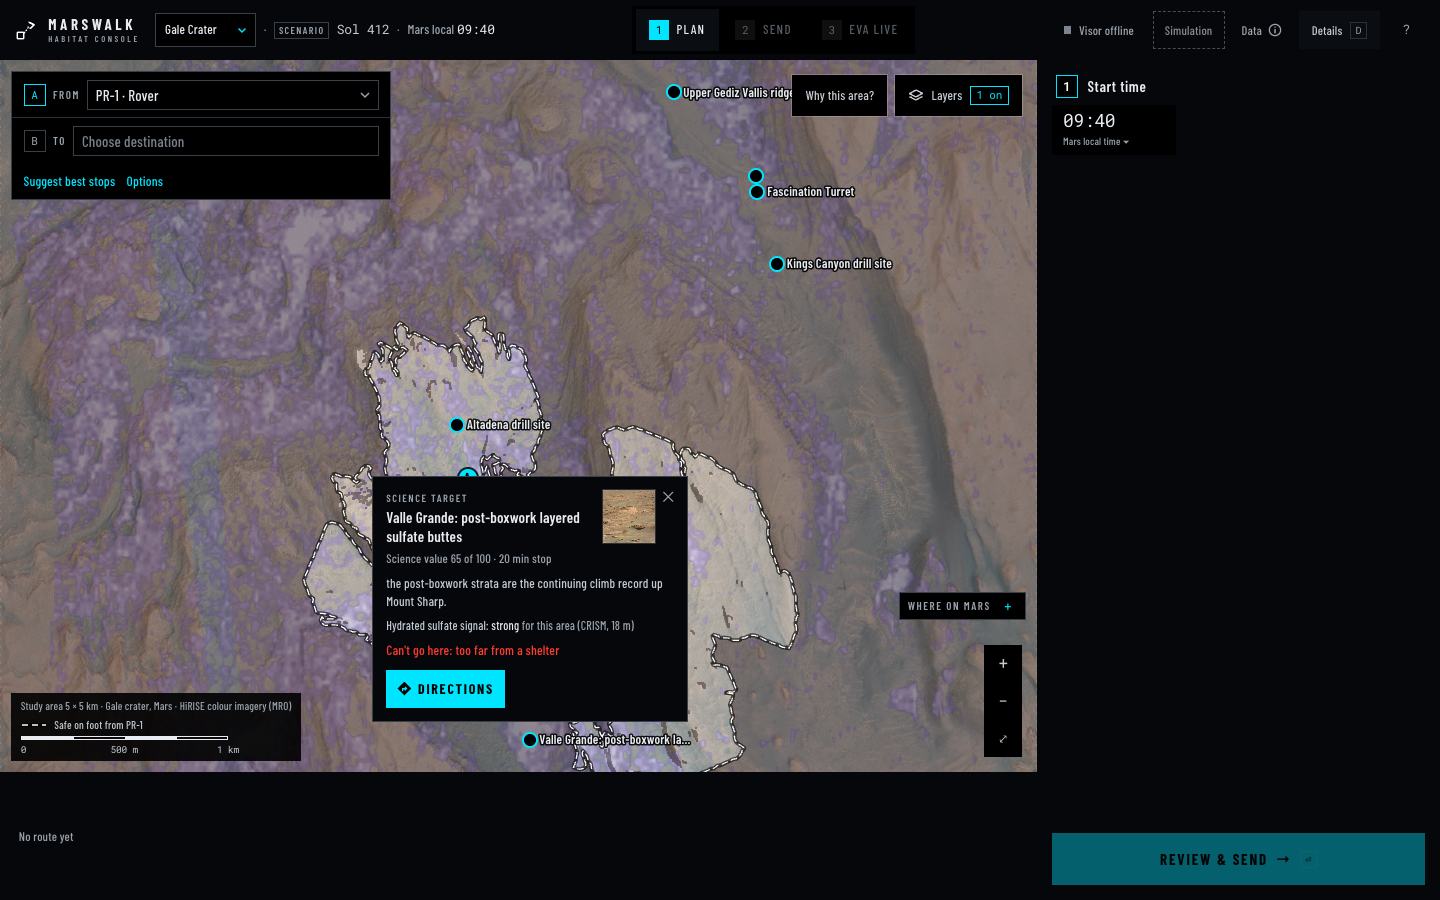 MARSWALK
HABITAT CONSOLE
Gale Crater
· SCENARIO Sol 412 · Mars local 09:40
1 PLAN
2 SEND
3 EVA LIVE
Visor offline
Simulation
Data
Details D
?
A FROM PR-1 · Rover
B TO Choose destination
Suggest best stops Options
Upper Gediz Vallis ridge
Why this area?
Layers 1 on
Fascination Turret
Kings Canyon drill site
Altadena drill site
SCIENCE TARGET
Valle Grande: post-boxwork layered
sulfate buttes
Science value 65 of 100 · 20 min stop
the post-boxwork strata are the continuing climb record up
Mount Sharp.
Hydrated sulfate signal: strong for this area (CRISM, 18 m)
Can't go here: too far from a shelter
DIRECTIONS
Valle Grande: post-boxwork la...
WHERE ON MARS +
+
−
Study area 5 × 5 km · Gale crater, Mars · HiRISE colour imagery (MRO)
Safe on foot from PR-1
0 500 m 1 km
1 Start time
09:40
Mars local time
No route yet
REVIEW & SEND →